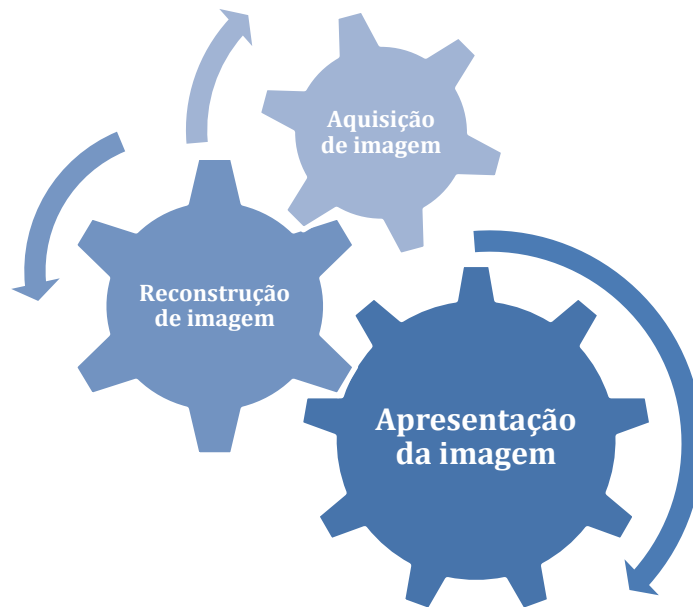 Aquisição
de imagem
Reconstrução
de imagem
Apresentação
da imagem